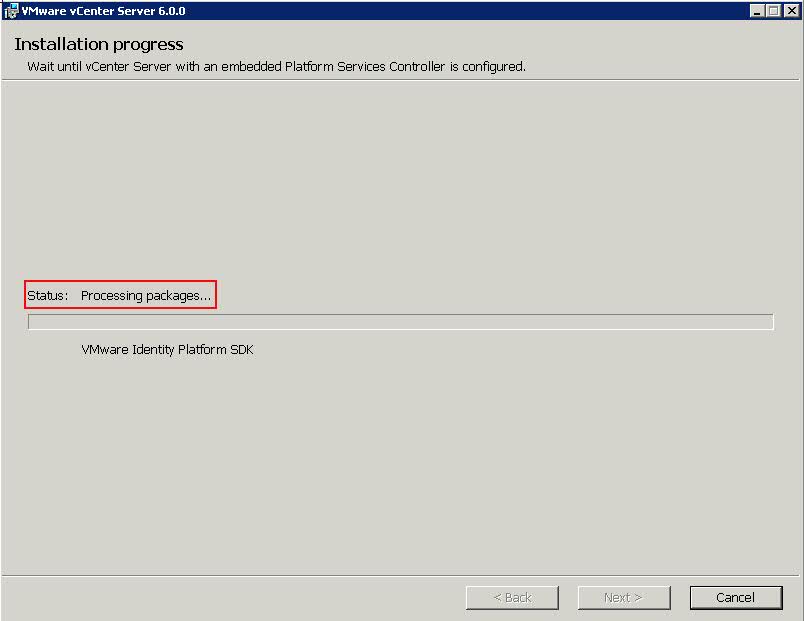 VMware vCenter Server 6.0.0
Installation progress
Wait until vCenter Server with an embedded Platform Services Controller is configured.
Status: Processing packages...
VMware Identity Platform SDK
< Back Next > Cancel